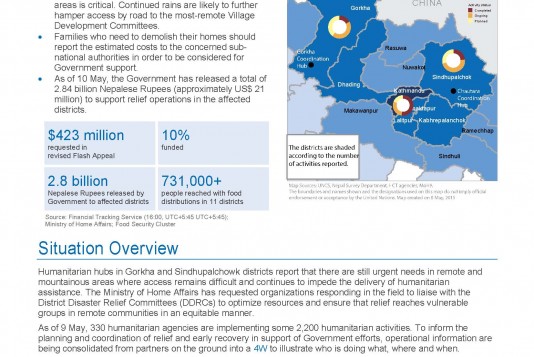 areas is critical. Continued rains are likely to further
hamper access by road to the most-remote Village
Development Committees.
• Families who need to demolish their homes should
report the estimated costs to the concerned sub-
national authorities in order to be considered for
Government support.
• As of 10 May, the Government has released a total of
2.84 billion Nepalese Rupees (approximately US$ 21
million) to support relief operations in the affected
districts.
$423 million
requested in
revised Flash Appeal
10%
funded
2.8 billion
Nepalese Rupees released by
Government to affected districts
731,000+
people reached with food
distributions in 11 districts
Source: Financial Tracking Service (16:00, UTC+5:45 UTC+5:45);
Ministry of Home Affairs; Food Security Cluster
CHINA
Completed
Ongoing
Planned
Gorkha
Gorkha
Coordination
Hub
Rasuwa
Nuwakot
Sindhupalchok
Dhading
Chautara
Coordination
Hub
Kathmandu
Bhaktapur
Lalitpur
Kabhrepalanchok
Makawanpur
Ramechhap
Sindhuli
The districts are shaded
according to the number
of activities reported.
Map Sources: UNCS, Nepal Survey Department, ICT agencies, MoHA.
The boundaries and names shown and the designations used on this map do not imply official
endorsement or acceptance by the United Nations. Map created on 8 May, 2015
Situation Overview
Humanitarian hubs in Gorkha and Sindhupalchowk districts report that there are still urgent needs in remote and
mountainous areas where access remains difficult and continues to impede the delivery of humanitarian
assistance. The Ministry of Home Affairs has requested organizations responding in the field to liaise with the
District Disaster Relief Committees (DDRCs) to optimize resources and ensure that relief reaches vulnerable
groups in remote communities in an equitable manner.
As of 9 May, 330 humanitarian agencies are implementing some 2,200 humanitarian activities. To inform the
planning and coordination of relief and early recovery in support of Government efforts, operational information are
being consolidated from partners on the ground into a 4W to illustrate who is doing what, where and when.